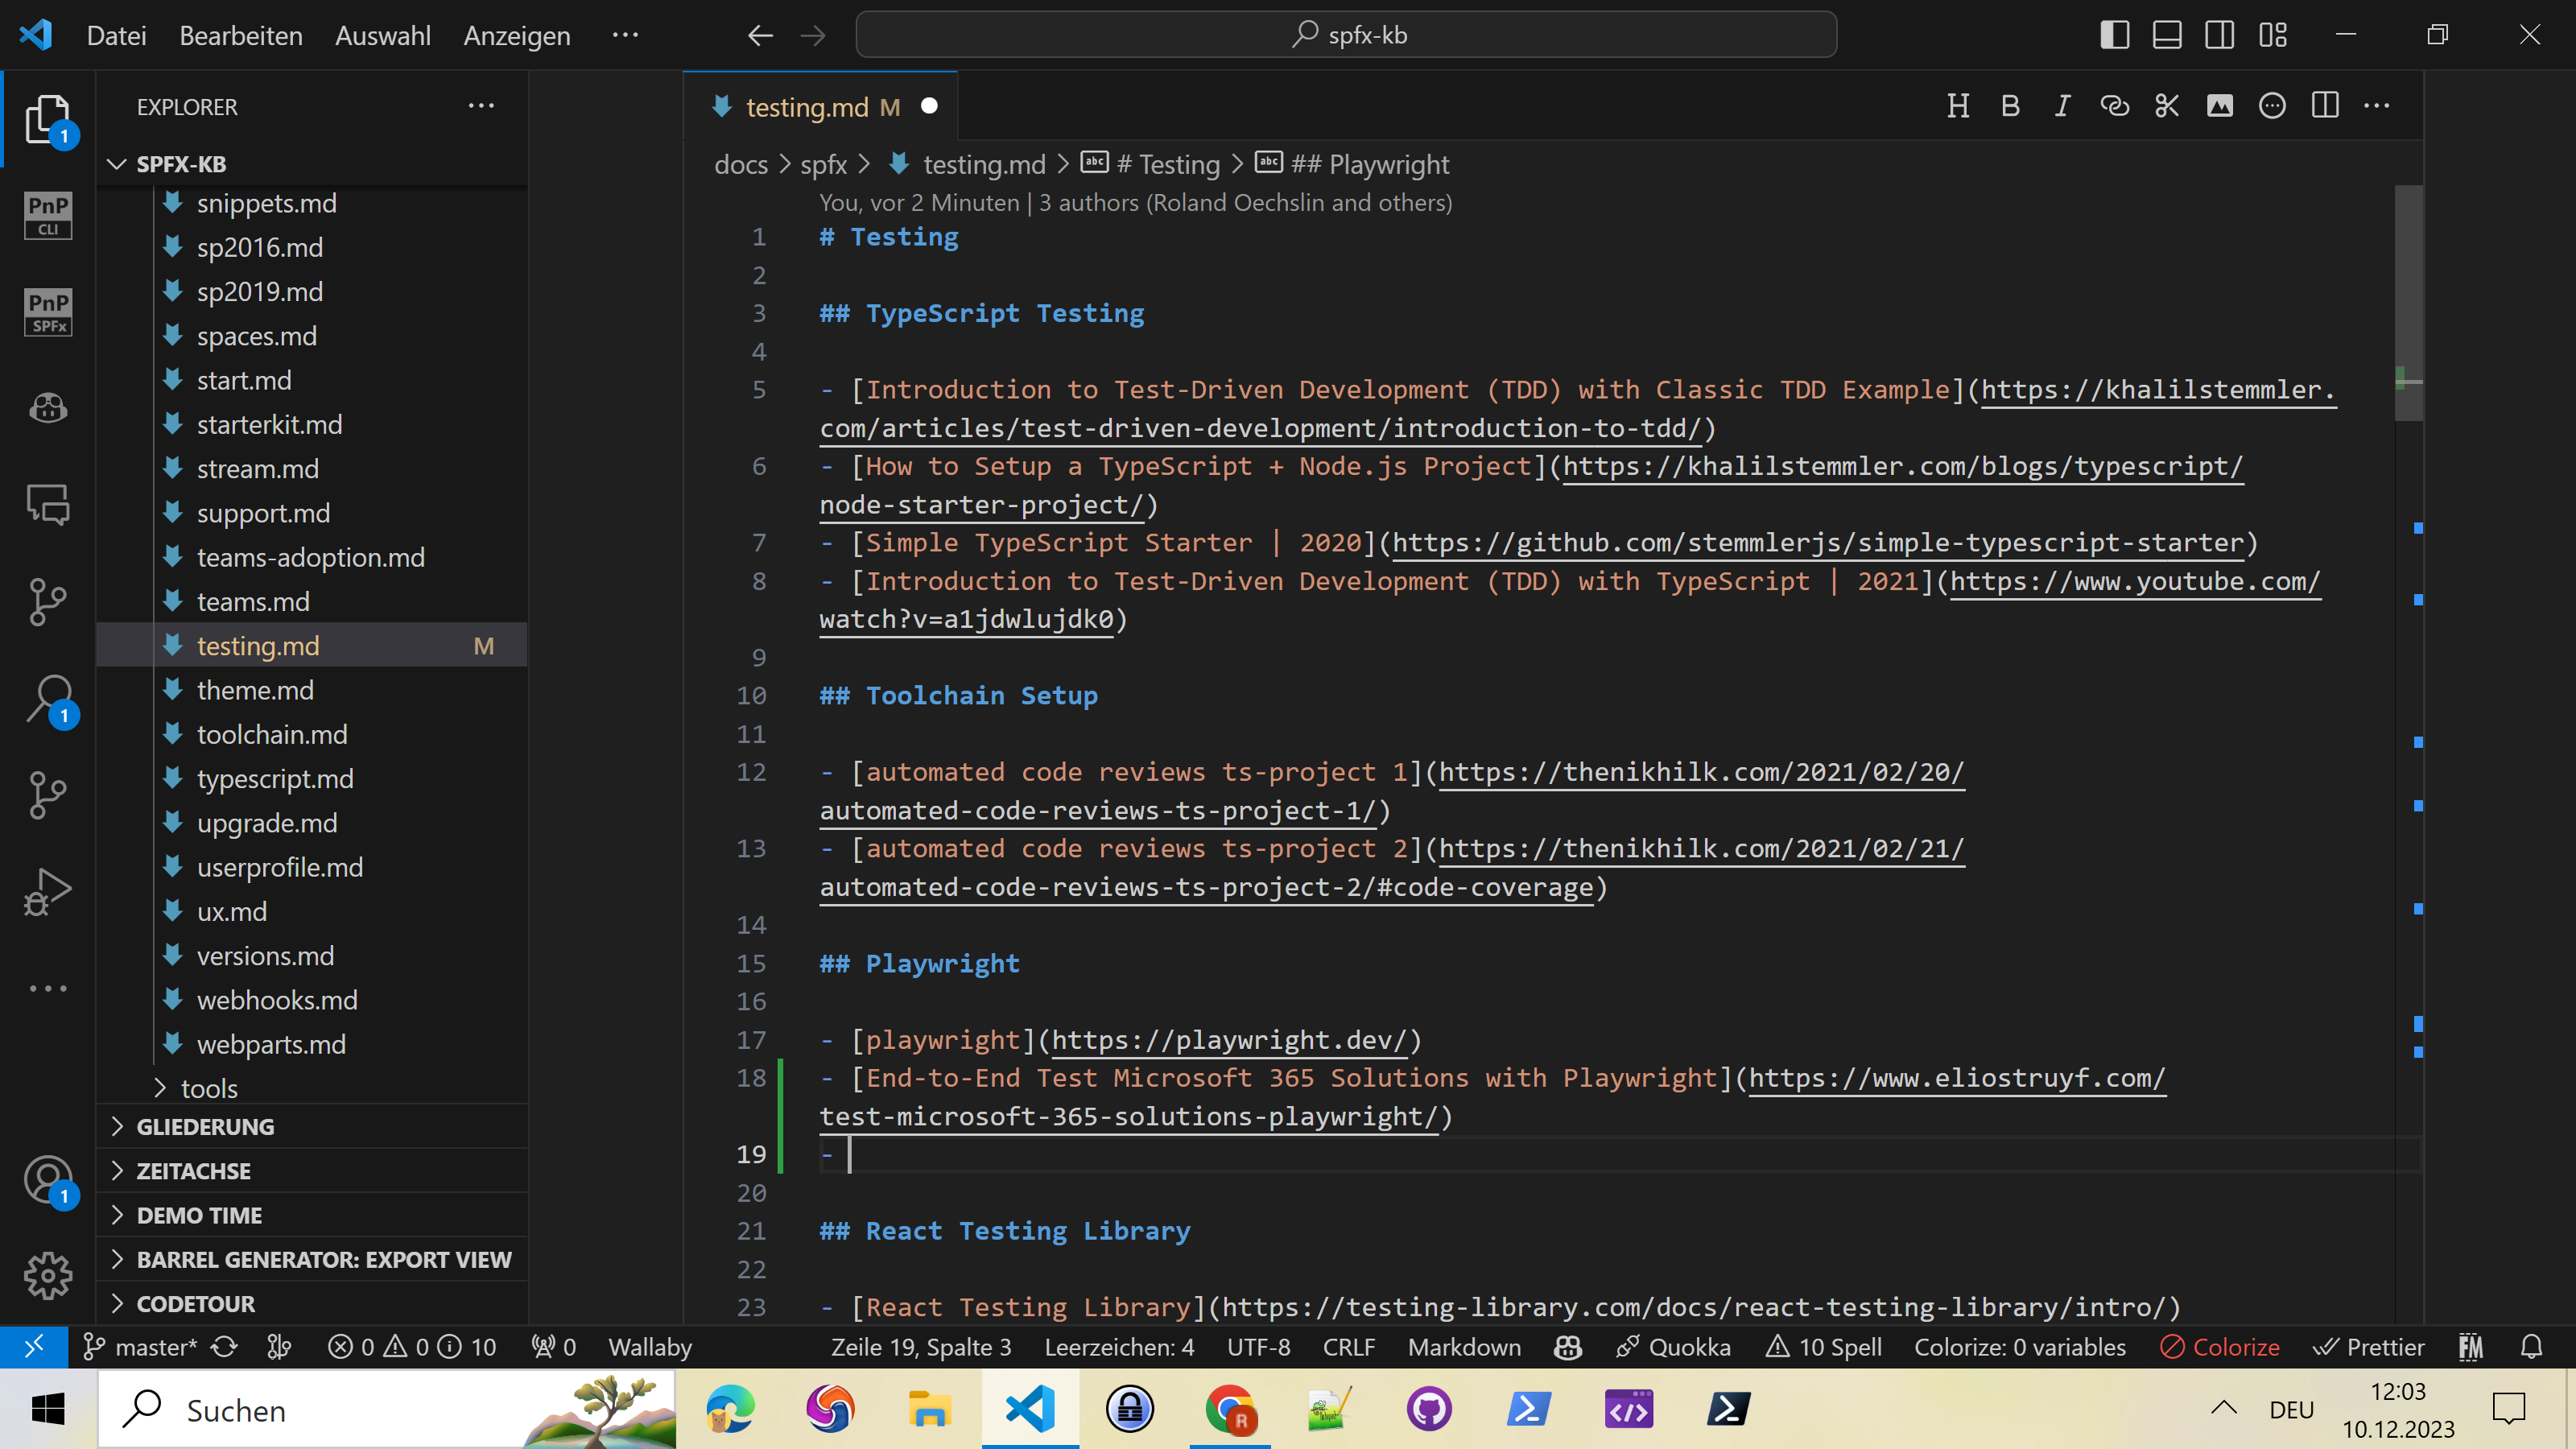 Datei Bearbeiten Auswahl Anzeigen ···
spfx-kb
EXPLORER
SPFX-KB
snippets.md
sp2016.md
sp2019.md
spaces.md
start.md
starterkit.md
stream.md
support.md
teams-adoption.md
teams.md
testing.md M
theme.md
toolchain.md
typescript.md
upgrade.md
userprofile.md
ux.md
versions.md
webhooks.md
webparts.md
tools
GLIEDERUNG
ZEITACHSE
DEMO TIME
BARREL GENERATOR: EXPORT VIEW
CODETOUR
1
PnP
CLI
PnP
SPFx
1
1
testing.md M
docs > spfx > testing.md > abc # Testing > abc ## Playwright
You, vor 2 Minuten | 3 authors (Roland Oechslin and others)
1 # Testing
2
3 ## TypeScript Testing
4
5 - [Introduction to Test-Driven Development (TDD) with Classic TDD Example](https://khalilstemmler.
com/articles/test-driven-development/introduction-to-tdd/)
6 - [How to Setup a TypeScript + Node.js Project](https://khalilstemmler.com/blogs/typescript/
node-starter-project/)
7 - [Simple TypeScript Starter | 2020](https://github.com/stemmlerjs/simple-typescript-starter)
8 - [Introduction to Test-Driven Development (TDD) with TypeScript | 2021](https://www.youtube.com/
watch?v=a1jdwlujdk0)
9
10 ## Toolchain Setup
11
12 - [automated code reviews ts-project 1](https://thenikhilk.com/2021/02/20/
automated-code-reviews-ts-project-1/)
13 - [automated code reviews ts-project 2](https://thenikhilk.com/2021/02/21/
automated-code-reviews-ts-project-2/#code-coverage)
14
15 ## Playwright
16
17 - [playwright](https://playwright.dev/)
18 - [End-to-End Test Microsoft 365 Solutions with Playwright](https://www.eliostruyf.com/
test-microsoft-365-solutions-playwright/)
19 -
20
21 ## React Testing Library
22
23 - [React Testing Library](https://testing-library.com/docs/react-testing-library/intro/)
master* 0 0 10 0 Wallaby Zeile 19, Spalte 3 Leerzeichen: 4 UTF-8 CRLF Markdown Quokka 10 Spell Colorize: 0 variables Colorize Prettier FM
Suchen
R
DEU
12:03
10.12.2023